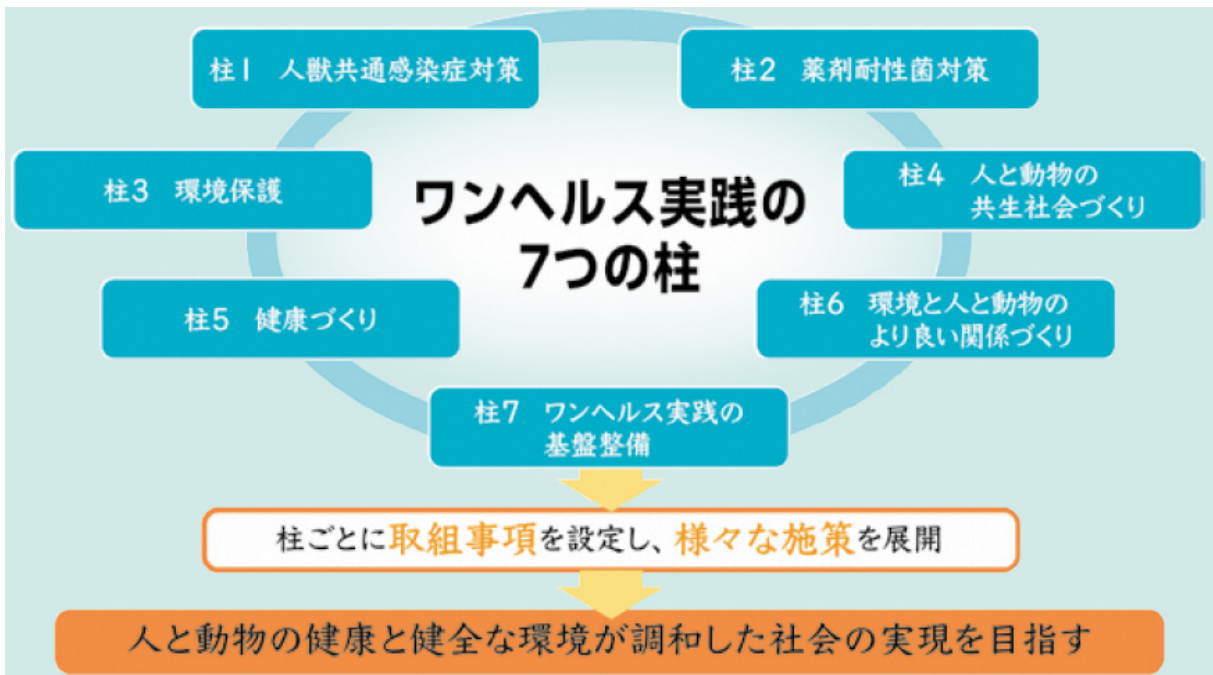 柱1 人獣共通感染症対策
柱2 薬剤耐性菌対策
柱3 環境保護
ワンヘルス実践の
7つの柱
柱4 人と動物の
共生社会づくり
柱5 健康づくり
柱6 環境と人と動物の
より良い関係づくり
柱7 ワンヘルス実践の
基盤整備
柱ごとに取組事項を設定し、様々な施策を展開
人と動物の健康と健全な環境が調和した社会の実現を目指す